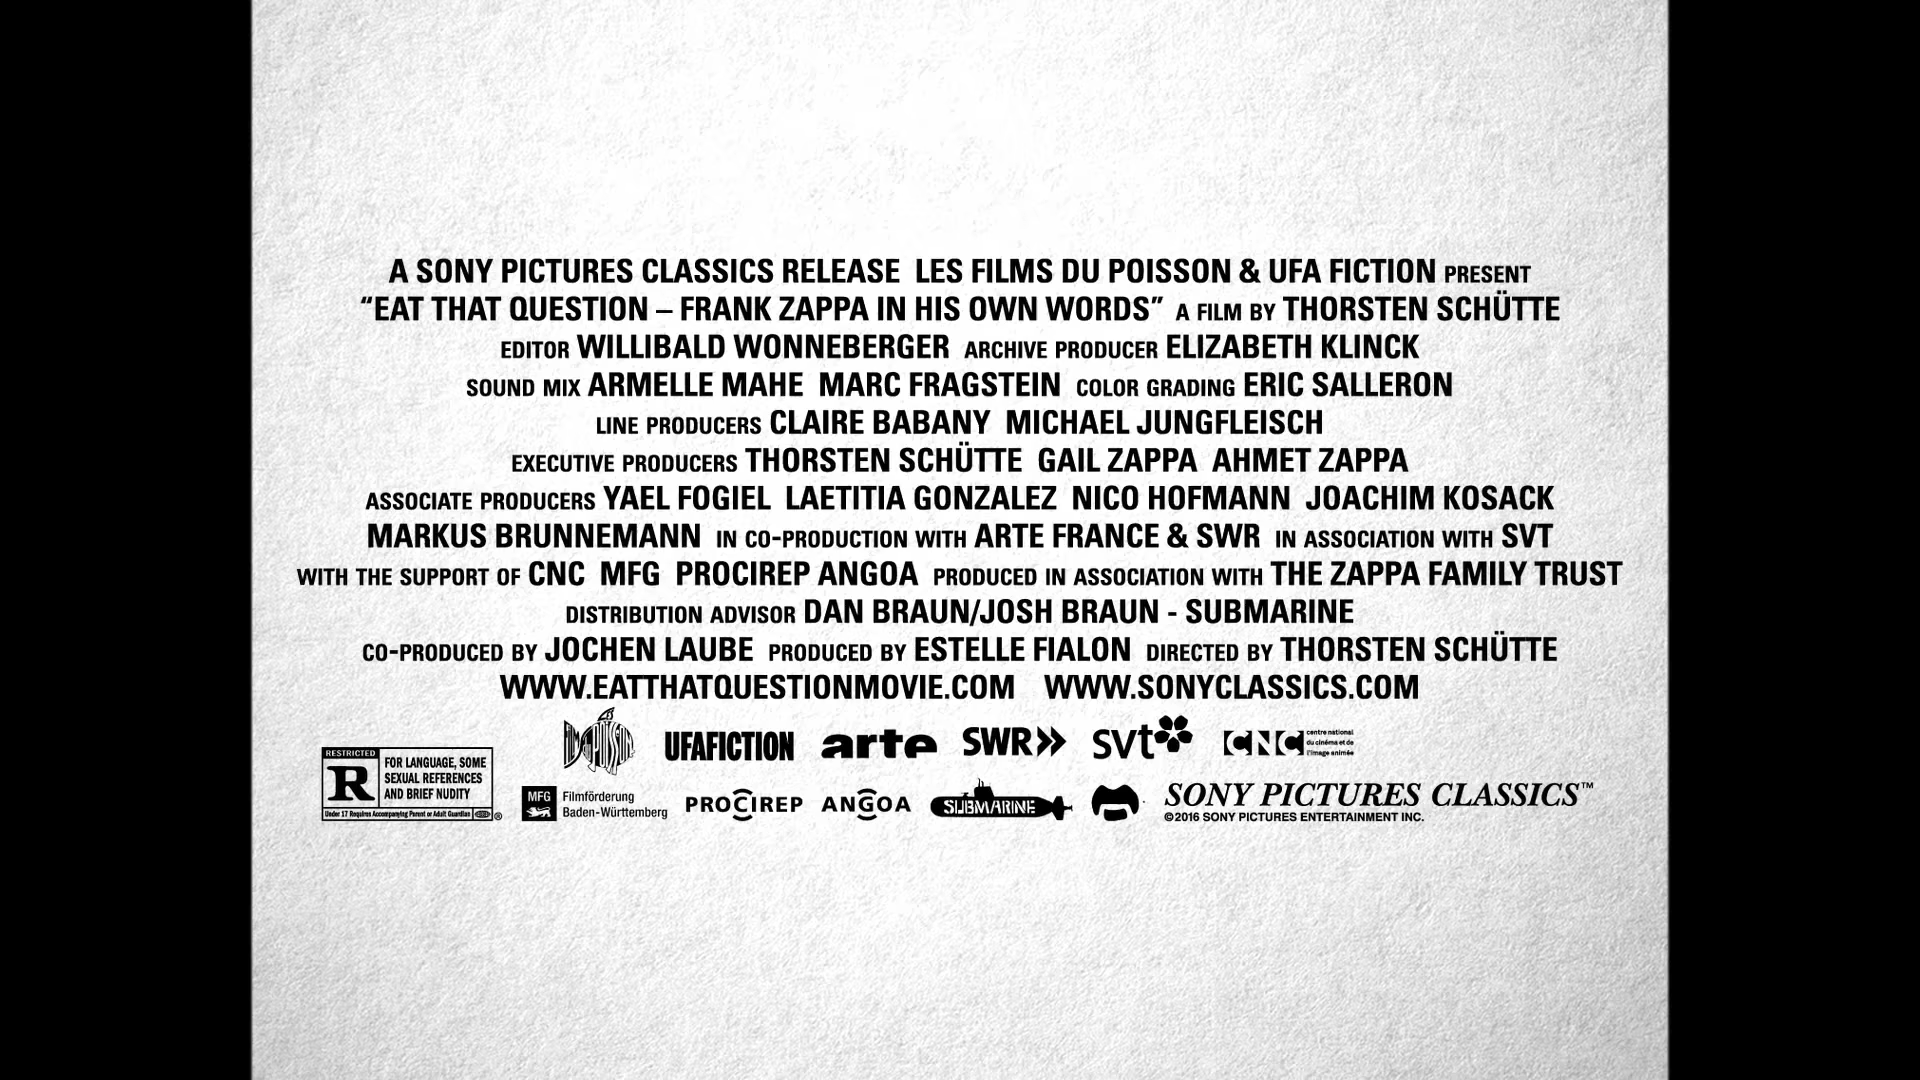 A SONY PICTURES CLASSICS RELEASE LES FILMS DU POISSON & UFA FICTION PRESENT
“EAT THAT QUESTION – FRANK ZAPPA IN HIS OWN WORDS” A FILM BY THORSTEN SCHÜTTE
EDITOR WILLIBALD WONNEBERGER ARCHIVE PRODUCER ELIZABETH KLINCK
SOUND MIX ARMELLE MAHE MARC FRAGSTEIN COLOR GRADING ERIC SALLERON
LINE PRODUCERS CLAIRE BABANY MICHAEL JUNGFLEISCH
EXECUTIVE PRODUCERS THORSTEN SCHÜTTE GAIL ZAPPA AHMET ZAPPA
ASSOCIATE PRODUCERS YAEL FOGIEL LAETITIA GONZALEZ NICO HOFMANN JOACHIM KOSACK
MARKUS BRUNNEMANN IN CO-PRODUCTION WITH ARTE FRANCE & SWR IN ASSOCIATION WITH SVT
WITH THE SUPPORT OF CNC MFG PROCIREP ANGOA PRODUCED IN ASSOCIATION WITH THE ZAPPA FAMILY TRUST
DISTRIBUTION ADVISOR DAN BRAUN/JOSH BRAUN - SUBMARINE
CO-PRODUCED BY JOCHEN LAUBE PRODUCED BY ESTELLE FIALON DIRECTED BY THORSTEN SCHÜTTE
WWW.EATTHATQUESTIONMOVIE.COM WWW.SONYCLASSICS.COM
UFAFICTION arte SWR» svt CNC
centre national
du cinéma et de
l'image animée
RESTRICTED
R
FOR LANGUAGE, SOME
SEXUAL REFERENCES
AND BRIEF NUDITY
Under 17 Requires Accompanying Parent or Adult Guardian ®
MFG Filmförderung
Baden-Württemberg
PROCIREP ANGOA SUBMARINE SONY PICTURES CLASSICS™
©2016 SONY PICTURES ENTERTAINMENT INC.